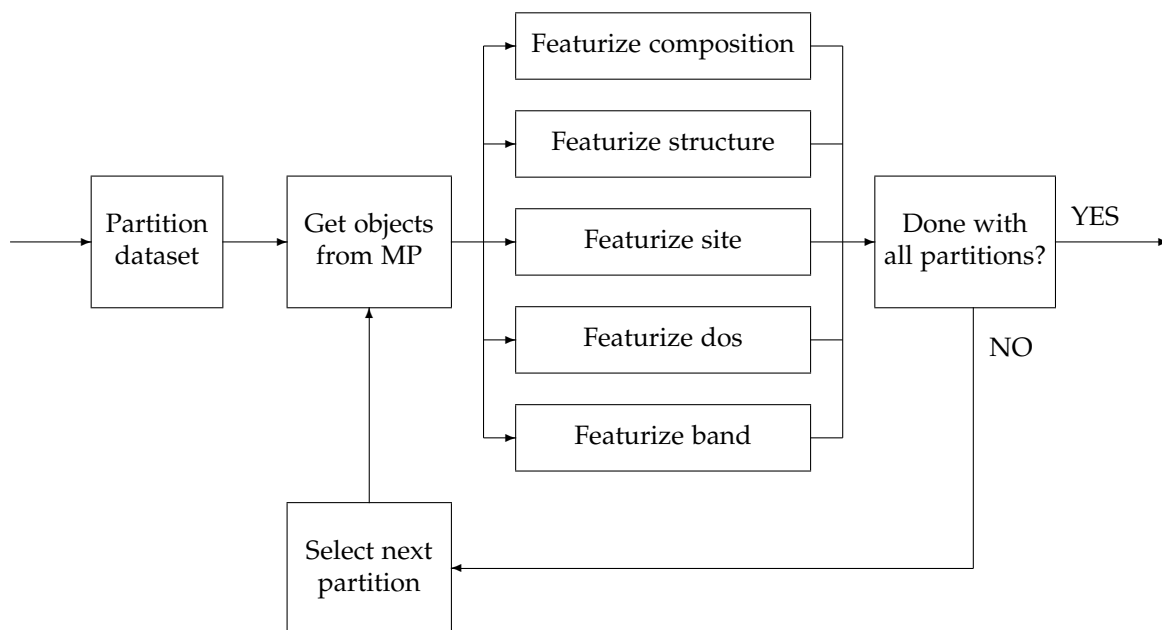 Partition
dataset
Get objects
from MP
Featurize composition
Featurize structure
Featurize site
Featurize dos
Featurize band
Done with
all partitions?
YES
NO
Select next
partition